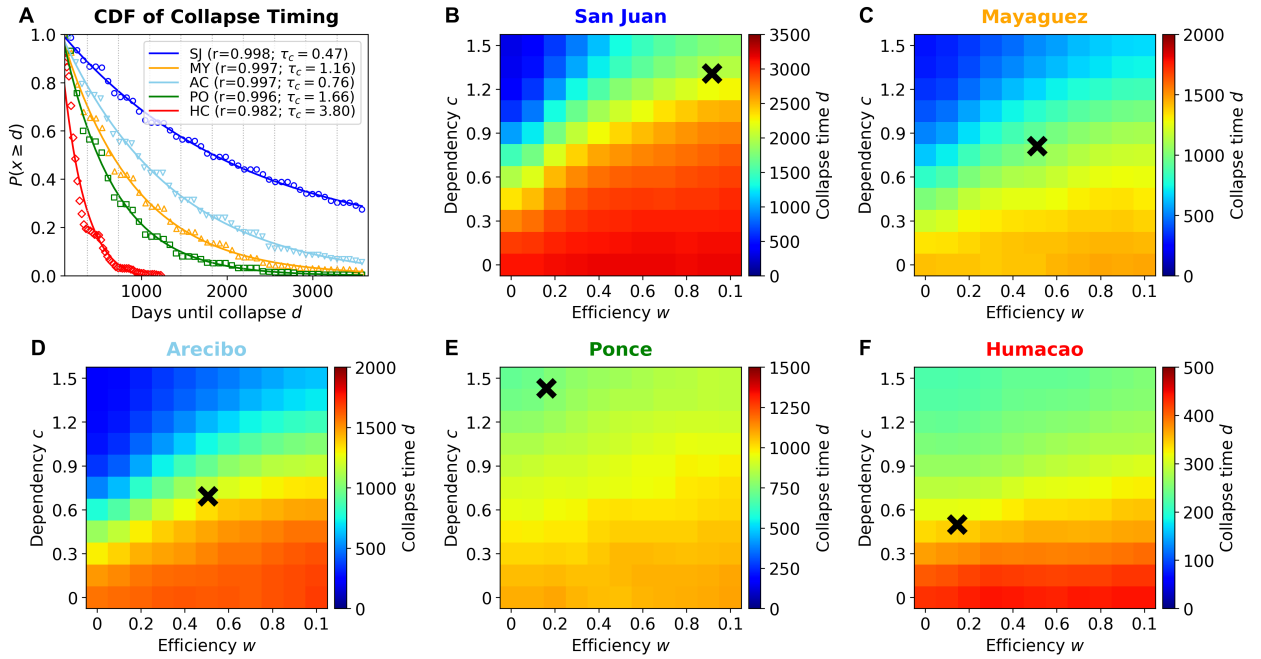 A
CDF of Collapse Timing
P(x ≥ d)
1.0
0.8
0.6
0.4
0.2
0.0
SJ (r=0.998; τc = 0.47)
MY (r=0.997; τc = 1.16)
AC (r=0.997; τc = 0.76)
PO (r=0.996; τc = 1.66)
HC (r=0.982; τc = 3.80)
1000 2000 3000
Days until collapse d
B
San Juan
Dependency c
1.5
1.2
0.9
0.6
0.3
0
0 0.2 0.4 0.6 0.8 0.1
Efficiency w
3500
3000
2500
2000
1500
1000
500
0
Collapse time d
C
Mayaguez
Dependency c
1.5
1.2
0.9
0.6
0.3
0
0 0.2 0.4 0.6 0.8 0.1
Efficiency w
2000
1500
1000
500
0
Collapse time d
D
Arecibo
Dependency c
1.5
1.2
0.9
0.6
0.3
0
0 0.2 0.4 0.6 0.8 0.1
Efficiency w
2000
1500
1000
500
0
Collapse time d
E
Ponce
Dependency c
1.5
1.2
0.9
0.6
0.3
0
0 0.2 0.4 0.6 0.8 0.1
Efficiency w
1500
1250
1000
750
500
250
0
Collapse time d
F
Humacao
Dependency c
1.5
1.2
0.9
0.6
0.3
0
0 0.2 0.4 0.6 0.8 0.1
Efficiency w
500
400
300
200
100
0
Collapse time d